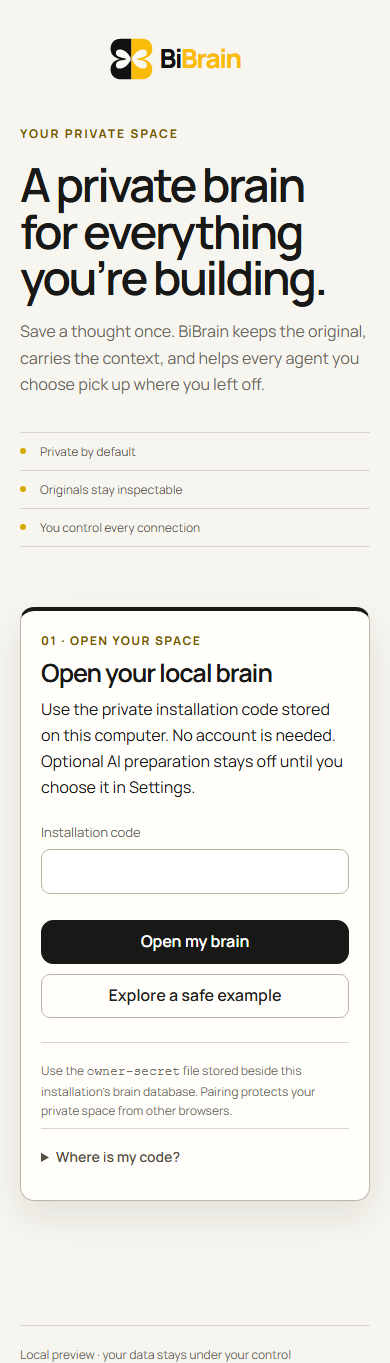 BiBrain
YOUR PRIVATE SPACE
A private brain
for everything
you’re building.
Save a thought once. BiBrain keeps the original,
carries the context, and helps every agent you
choose pick up where you left off.
Private by default
Originals stay inspectable
You control every connection
01 · OPEN YOUR SPACE
Open your local brain
Use the private installation code stored
on this computer. No account is needed.
Optional AI preparation stays off until you
choose it in Settings.
Installation code
Open my brain
Explore a safe example
Use the owner-secret file stored beside this
installation's brain database. Pairing protects your
private space from other browsers.
Where is my code?
Local preview · your data stays under your control